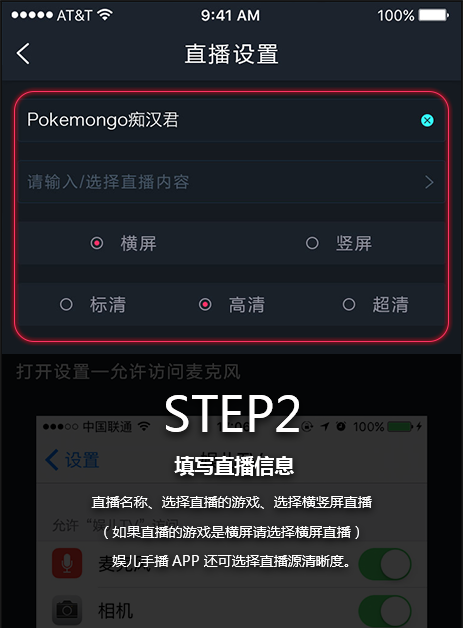 AT&T 9:41 AM 100%
直播设置
Pokemongo痴汉君
请输入/选择直播内容
横屏 竖屏
标清 高清 超清
打开设置—允许访问麦克风
STEP2
中国联通 100%
填写直播信息
设置
直播名称、选择直播的游戏、选择横竖屏直播
允许“娱儿TV”访问
（如果直播的游戏是横屏请选择横屏直播）
娱儿手播 APP 还可选择直播源清晰度。
麦克风
相机